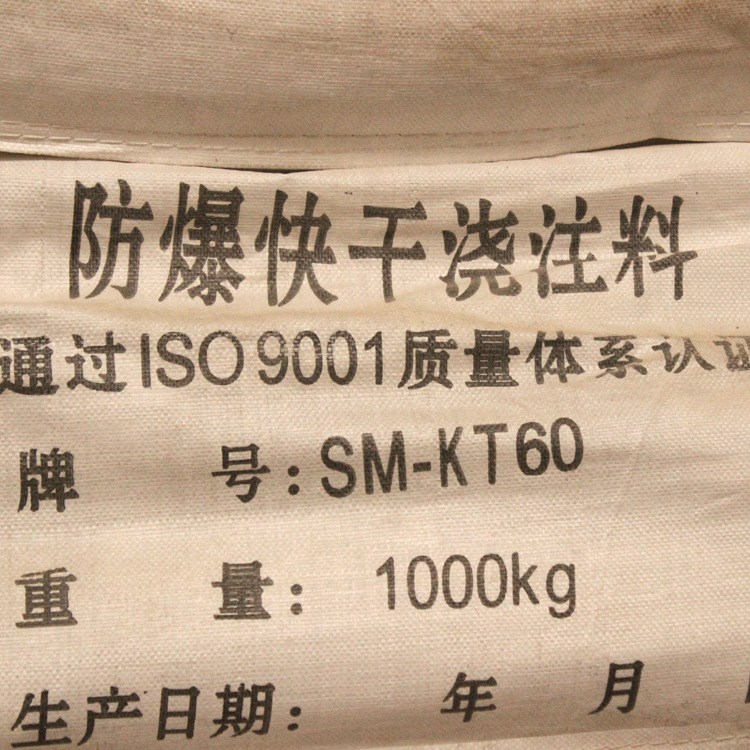 防爆快干浇注料
通过ISO9001质量体系认证
牌 号:SM-KT60
重 量: 1000kg
生产日期: 年 月